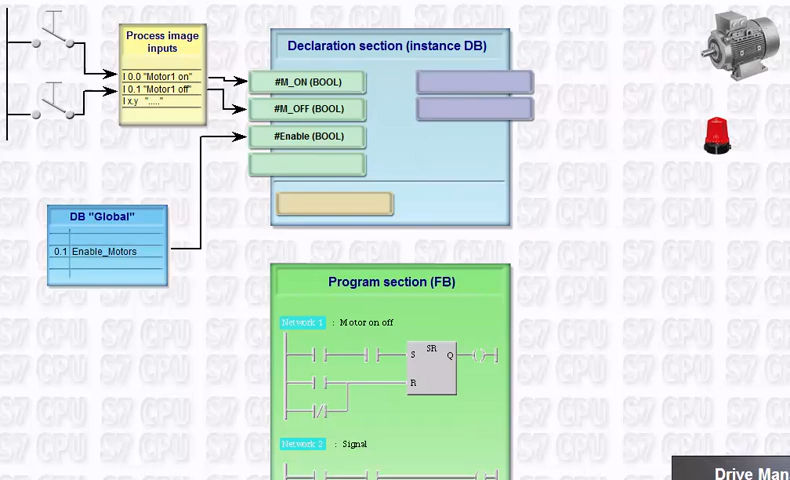 Process image
inputs
I 0.0 "Motor1 on"
I 0.1 "Motor1 off"
I x.y "....."
Declaration section (instance DB)
#M_ON (BOOL)
#M_OFF (BOOL)
#Enable (BOOL)
DB "Global"
0.1 Enable_Motors
Program section (FB)
Network 1 : Motor on off
SR
S Q
R
Network 2 : Signal
Drive Man
S7 CPU